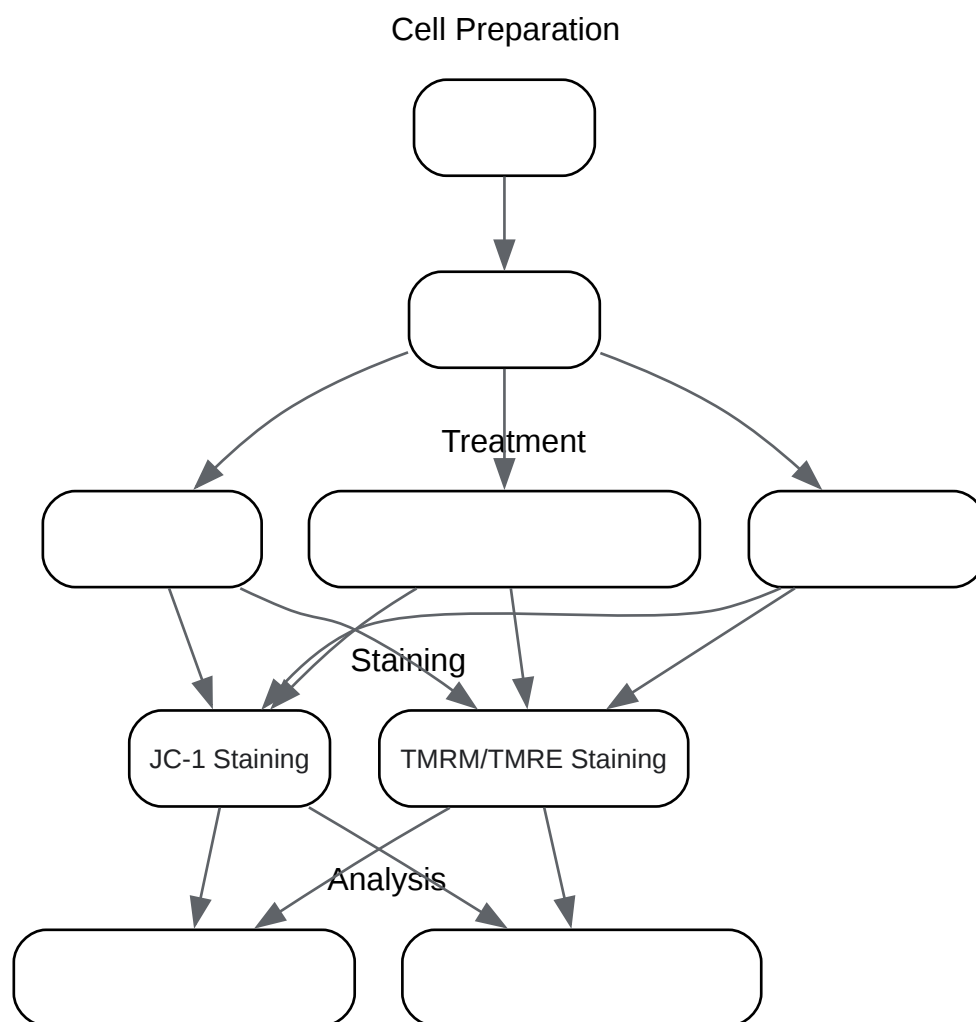 Cell Preparation
Treatment
Staining
JC-1 Staining
TMRM/TMRE Staining
Analysis